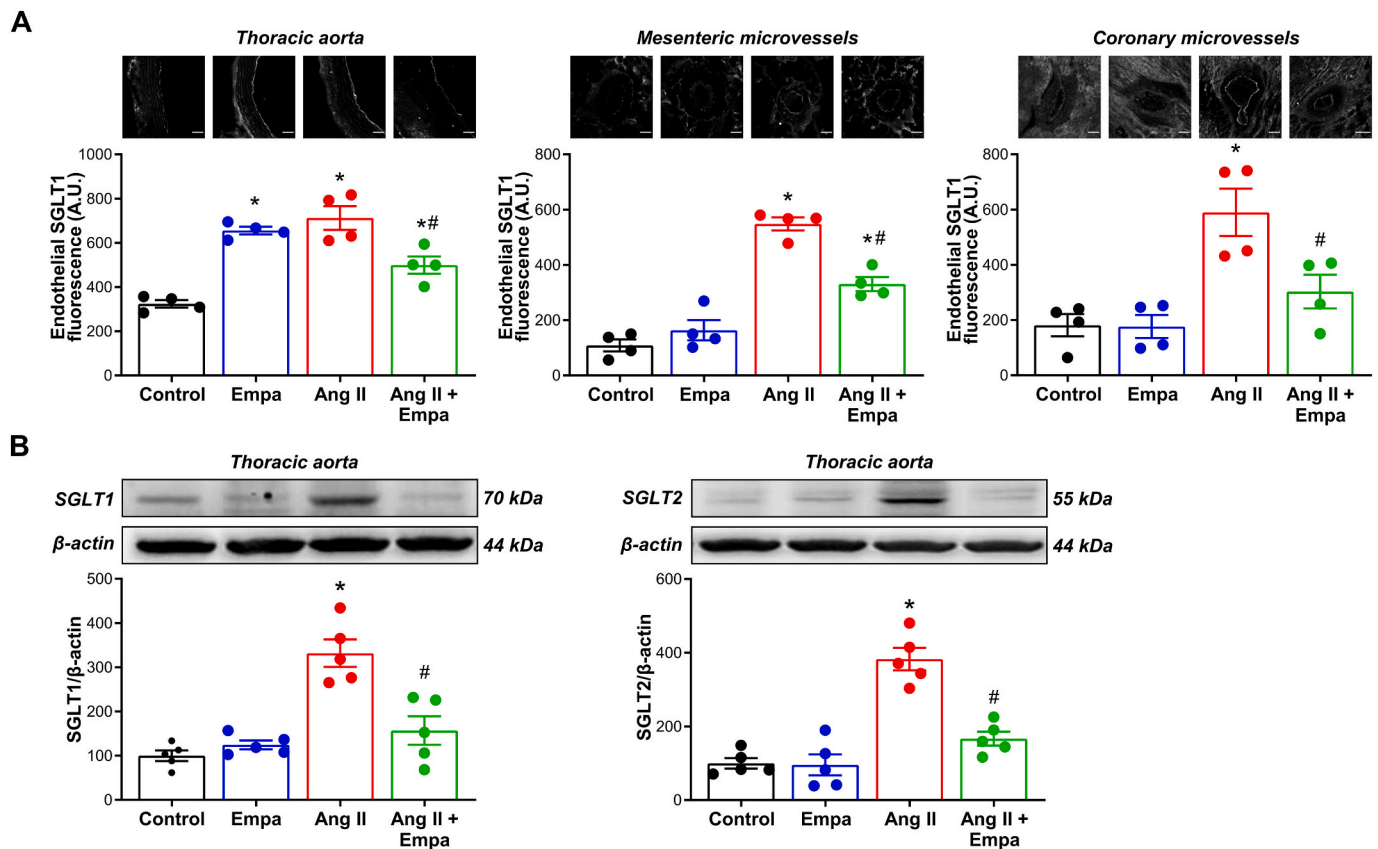 A
Thoracic aorta
Endothelial SGLT1
fluorescence (A.U.)
1000
800
600
400
200
0
*
*
*#
Control
Empa
Ang II
Ang II +
Empa
Mesenteric microvessels
Endothelial SGLT1
fluorescence (A.U.)
800
600
400
200
0
*
*#
Control
Empa
Ang II
Ang II +
Empa
Coronary microvessels
Endothelial SGLT1
fluorescence (A.U.)
800
600
400
200
0
*
#
Control
Empa
Ang II
Ang II +
Empa
B
Thoracic aorta
SGLT1
70 kDa
β-actin
44 kDa
SGLT1/β-actin
500
400
300
200
100
0
*
#
Control
Empa
Ang II
Ang II +
Empa
Thoracic aorta
SGLT2
55 kDa
β-actin
44 kDa
SGLT2/β-actin
600
400
200
0
*
#
Control
Empa
Ang II
Ang II +
Empa